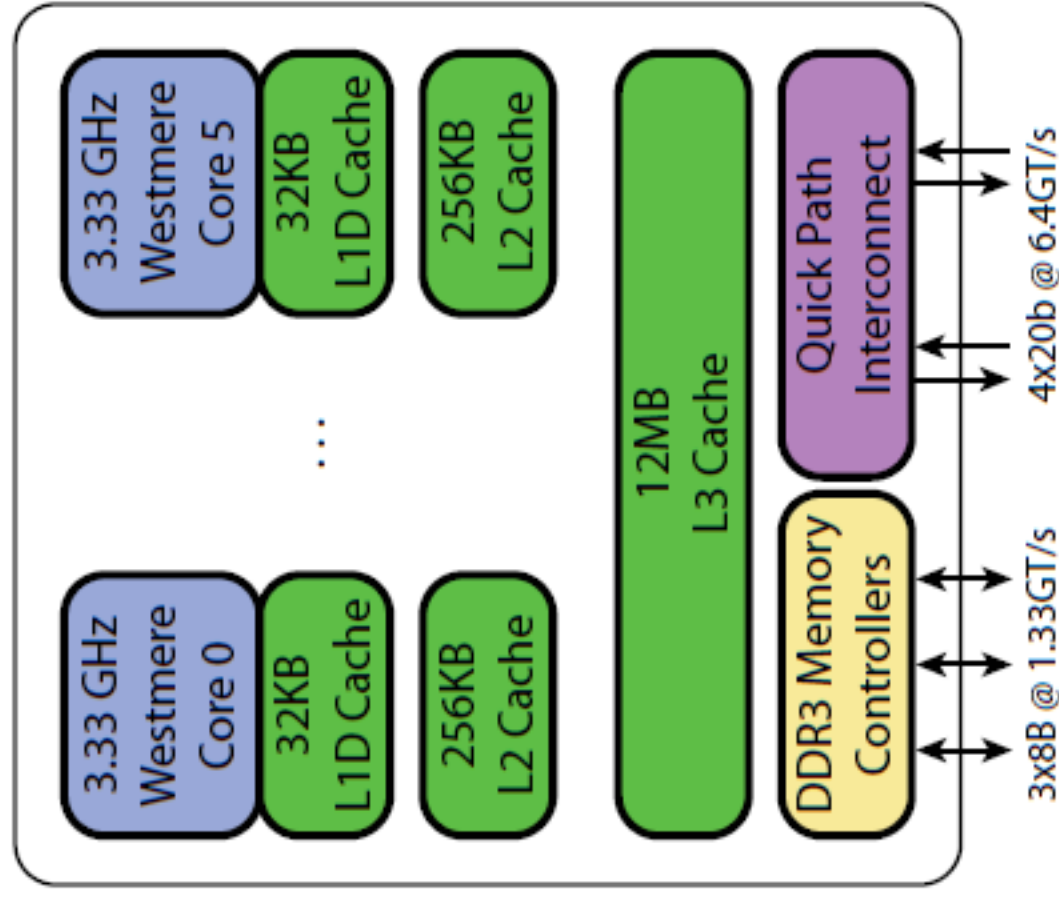 3.33 GHz
Westmere
Core 0
32KB
L1D Cache
256KB
L2 Cache
...
3.33 GHz
Westmere
Core 5
32KB
L1D Cache
256KB
L2 Cache
12MB
L3 Cache
DDR3 Memory
Controllers
Quick Path
Interconnect
3x8B @ 1.33GT/s
4x20b @ 6.4GT/s